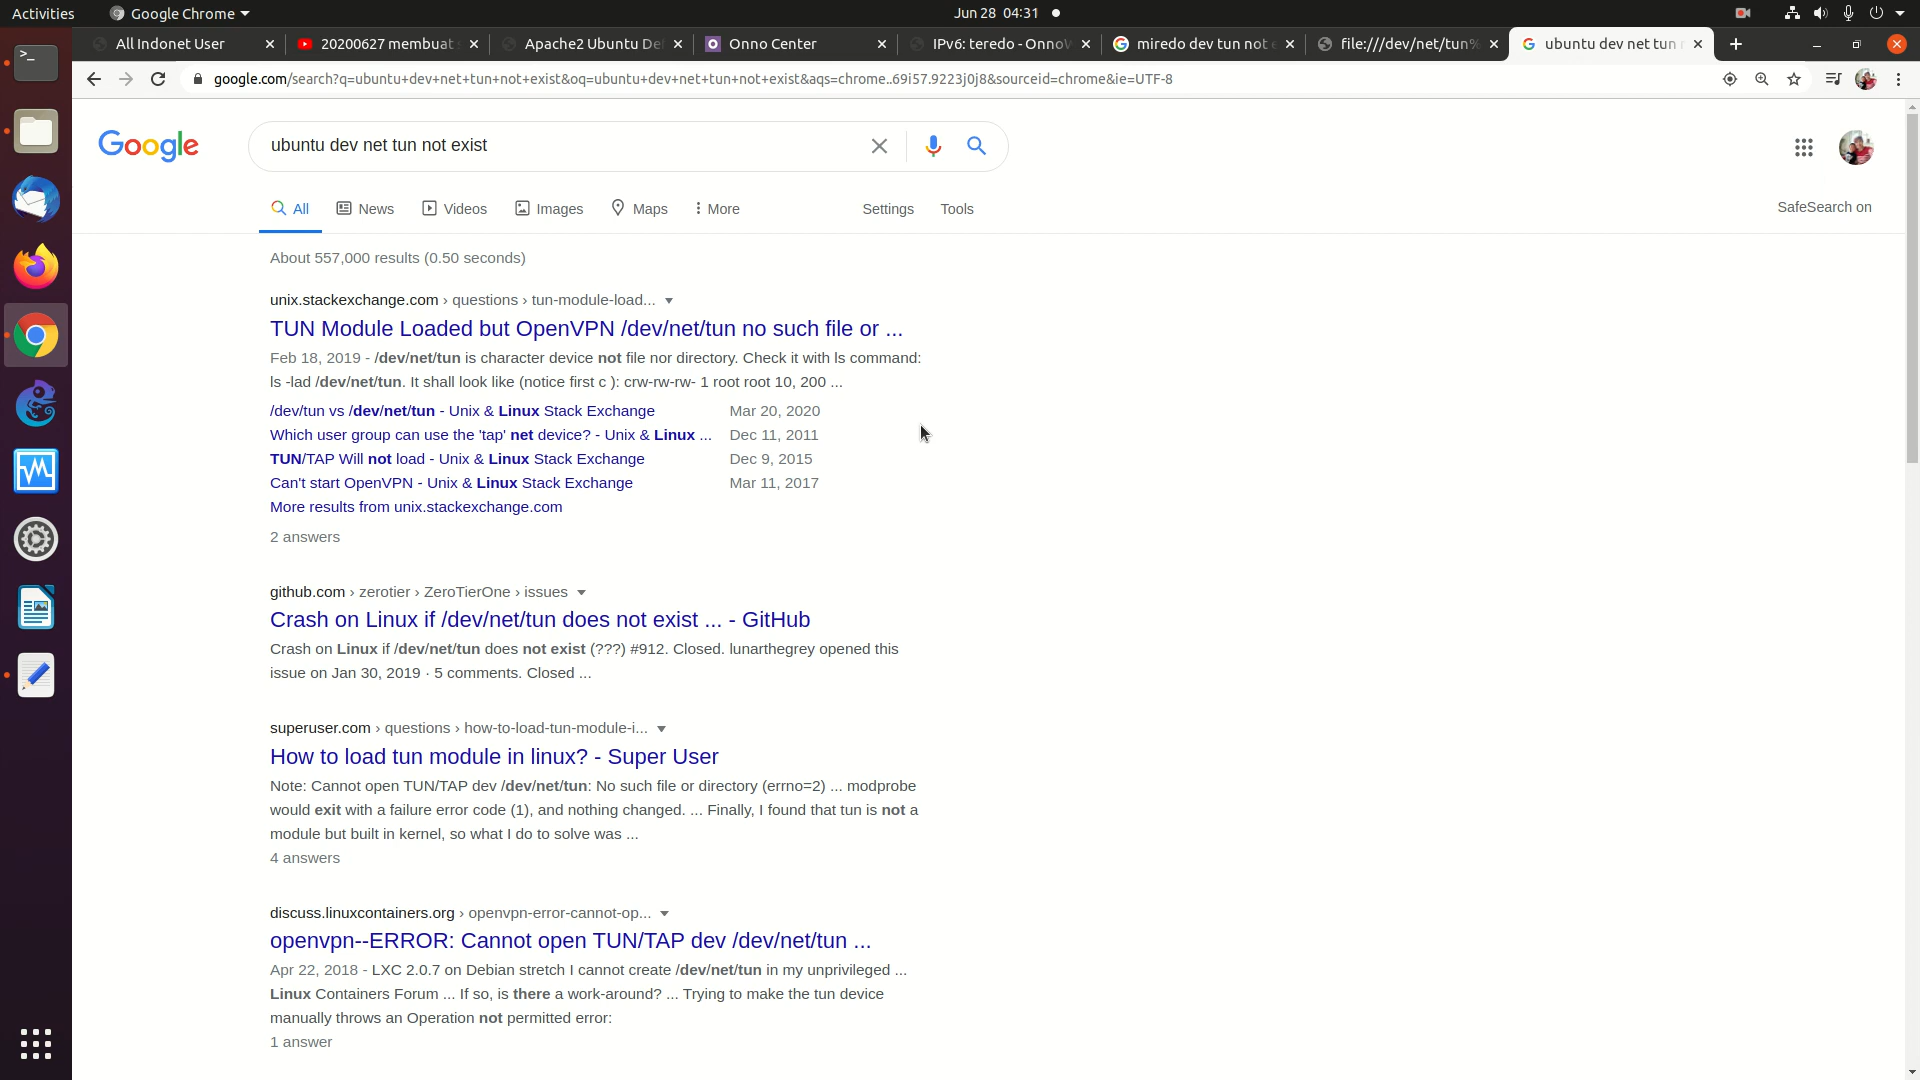 Activities
Google Chrome
Jun 28 04:31
All Indonet User
20200627 membuat
Apache2 Ubuntu De
Onno Center
IPv6: teredo - OnnoW
miredo dev tun not e
file:///dev/net/tun%
ubuntu dev net tun
google.com/search?q=ubuntu+dev+net+tun+not+exist&oq=ubuntu+dev+net+tun+not+exist&aqs=chrome..69i57.9223j0j8&sourceid=chrome&ie=UTF-8
Google
ubuntu dev net tun not exist
All
News
Videos
Images
Maps
More
Settings
Tools
SafeSearch on
About 557,000 results (0.50 seconds)
unix.stackexchange.com › questions › tun-module-load...
TUN Module Loaded but OpenVPN /dev/net/tun no such file or ...
Feb 18, 2019 - /dev/net/tun is character device not file nor directory. Check it with ls command:
ls -lad /dev/net/tun. It shall look like (notice first c ): crw-rw-rw- 1 root root 10, 200 ...
/dev/tun vs /dev/net/tun - Unix & Linux Stack Exchange Mar 20, 2020
Which user group can use the 'tap' net device? - Unix & Linux ... Dec 11, 2011
TUN/TAP Will not load - Unix & Linux Stack Exchange Dec 9, 2015
Can't start OpenVPN - Unix & Linux Stack Exchange Mar 11, 2017
More results from unix.stackexchange.com
2 answers
github.com › zerotier › ZeroTierOne › issues
Crash on Linux if /dev/net/tun does not exist ... - GitHub
Crash on Linux if /dev/net/tun does not exist (???) #912. Closed. lunarthegrey opened this
issue on Jan 30, 2019 · 5 comments. Closed ...
superuser.com › questions › how-to-load-tun-module-i...
How to load tun module in linux? - Super User
Note: Cannot open TUN/TAP dev /dev/net/tun: No such file or directory (errno=2) ... modprobe
would exit with a failure error code (1), and nothing changed. ... Finally, I found that tun is not a
module but built in kernel, so what I do to solve was ...
4 answers
discuss.linuxcontainers.org › openvpn-error-cannot-op...
openvpn--ERROR: Cannot open TUN/TAP dev /dev/net/tun ...
Apr 22, 2018 - LXC 2.0.7 on Debian stretch I cannot create /dev/net/tun in my unprivileged ...
Linux Containers Forum ... If so, is there a work-around? ... Trying to make the tun device
manually throws an Operation not permitted error:
1 answer